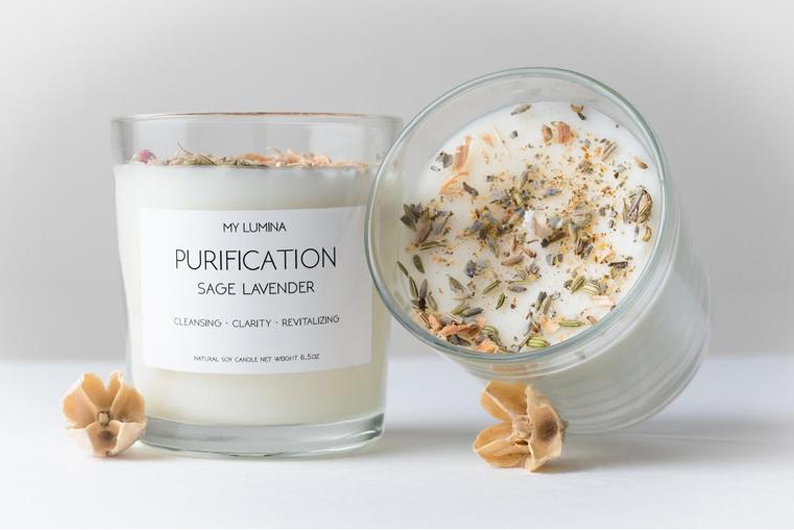 MY LUMINA
PURIFICATION
SAGE LAVENDER
CLEANSING · CLARITY · REVITALIZING
NATURAL SOY CANDLE NET WEIGHT 6.5OZ